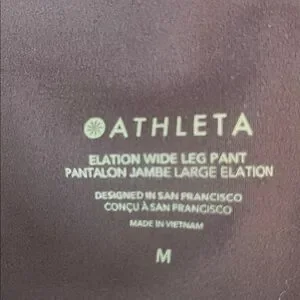 ATHLETA
ELATION WIDE LEG PANT
PANTALON JAMBE LARGE ELATION
DESIGNED IN SAN FRANCISCO
CONÇU À SAN FRANCISCO
MADE IN VIETNAM
M